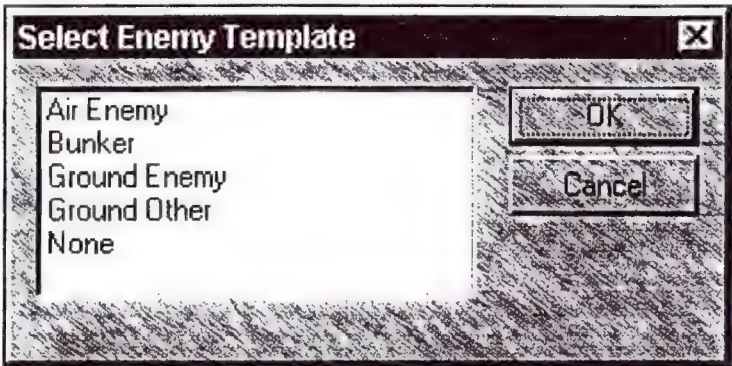 Select Enemy Template
Air Enemy
Bunker
Ground Enemy
Ground Other
None
OK
Cancel